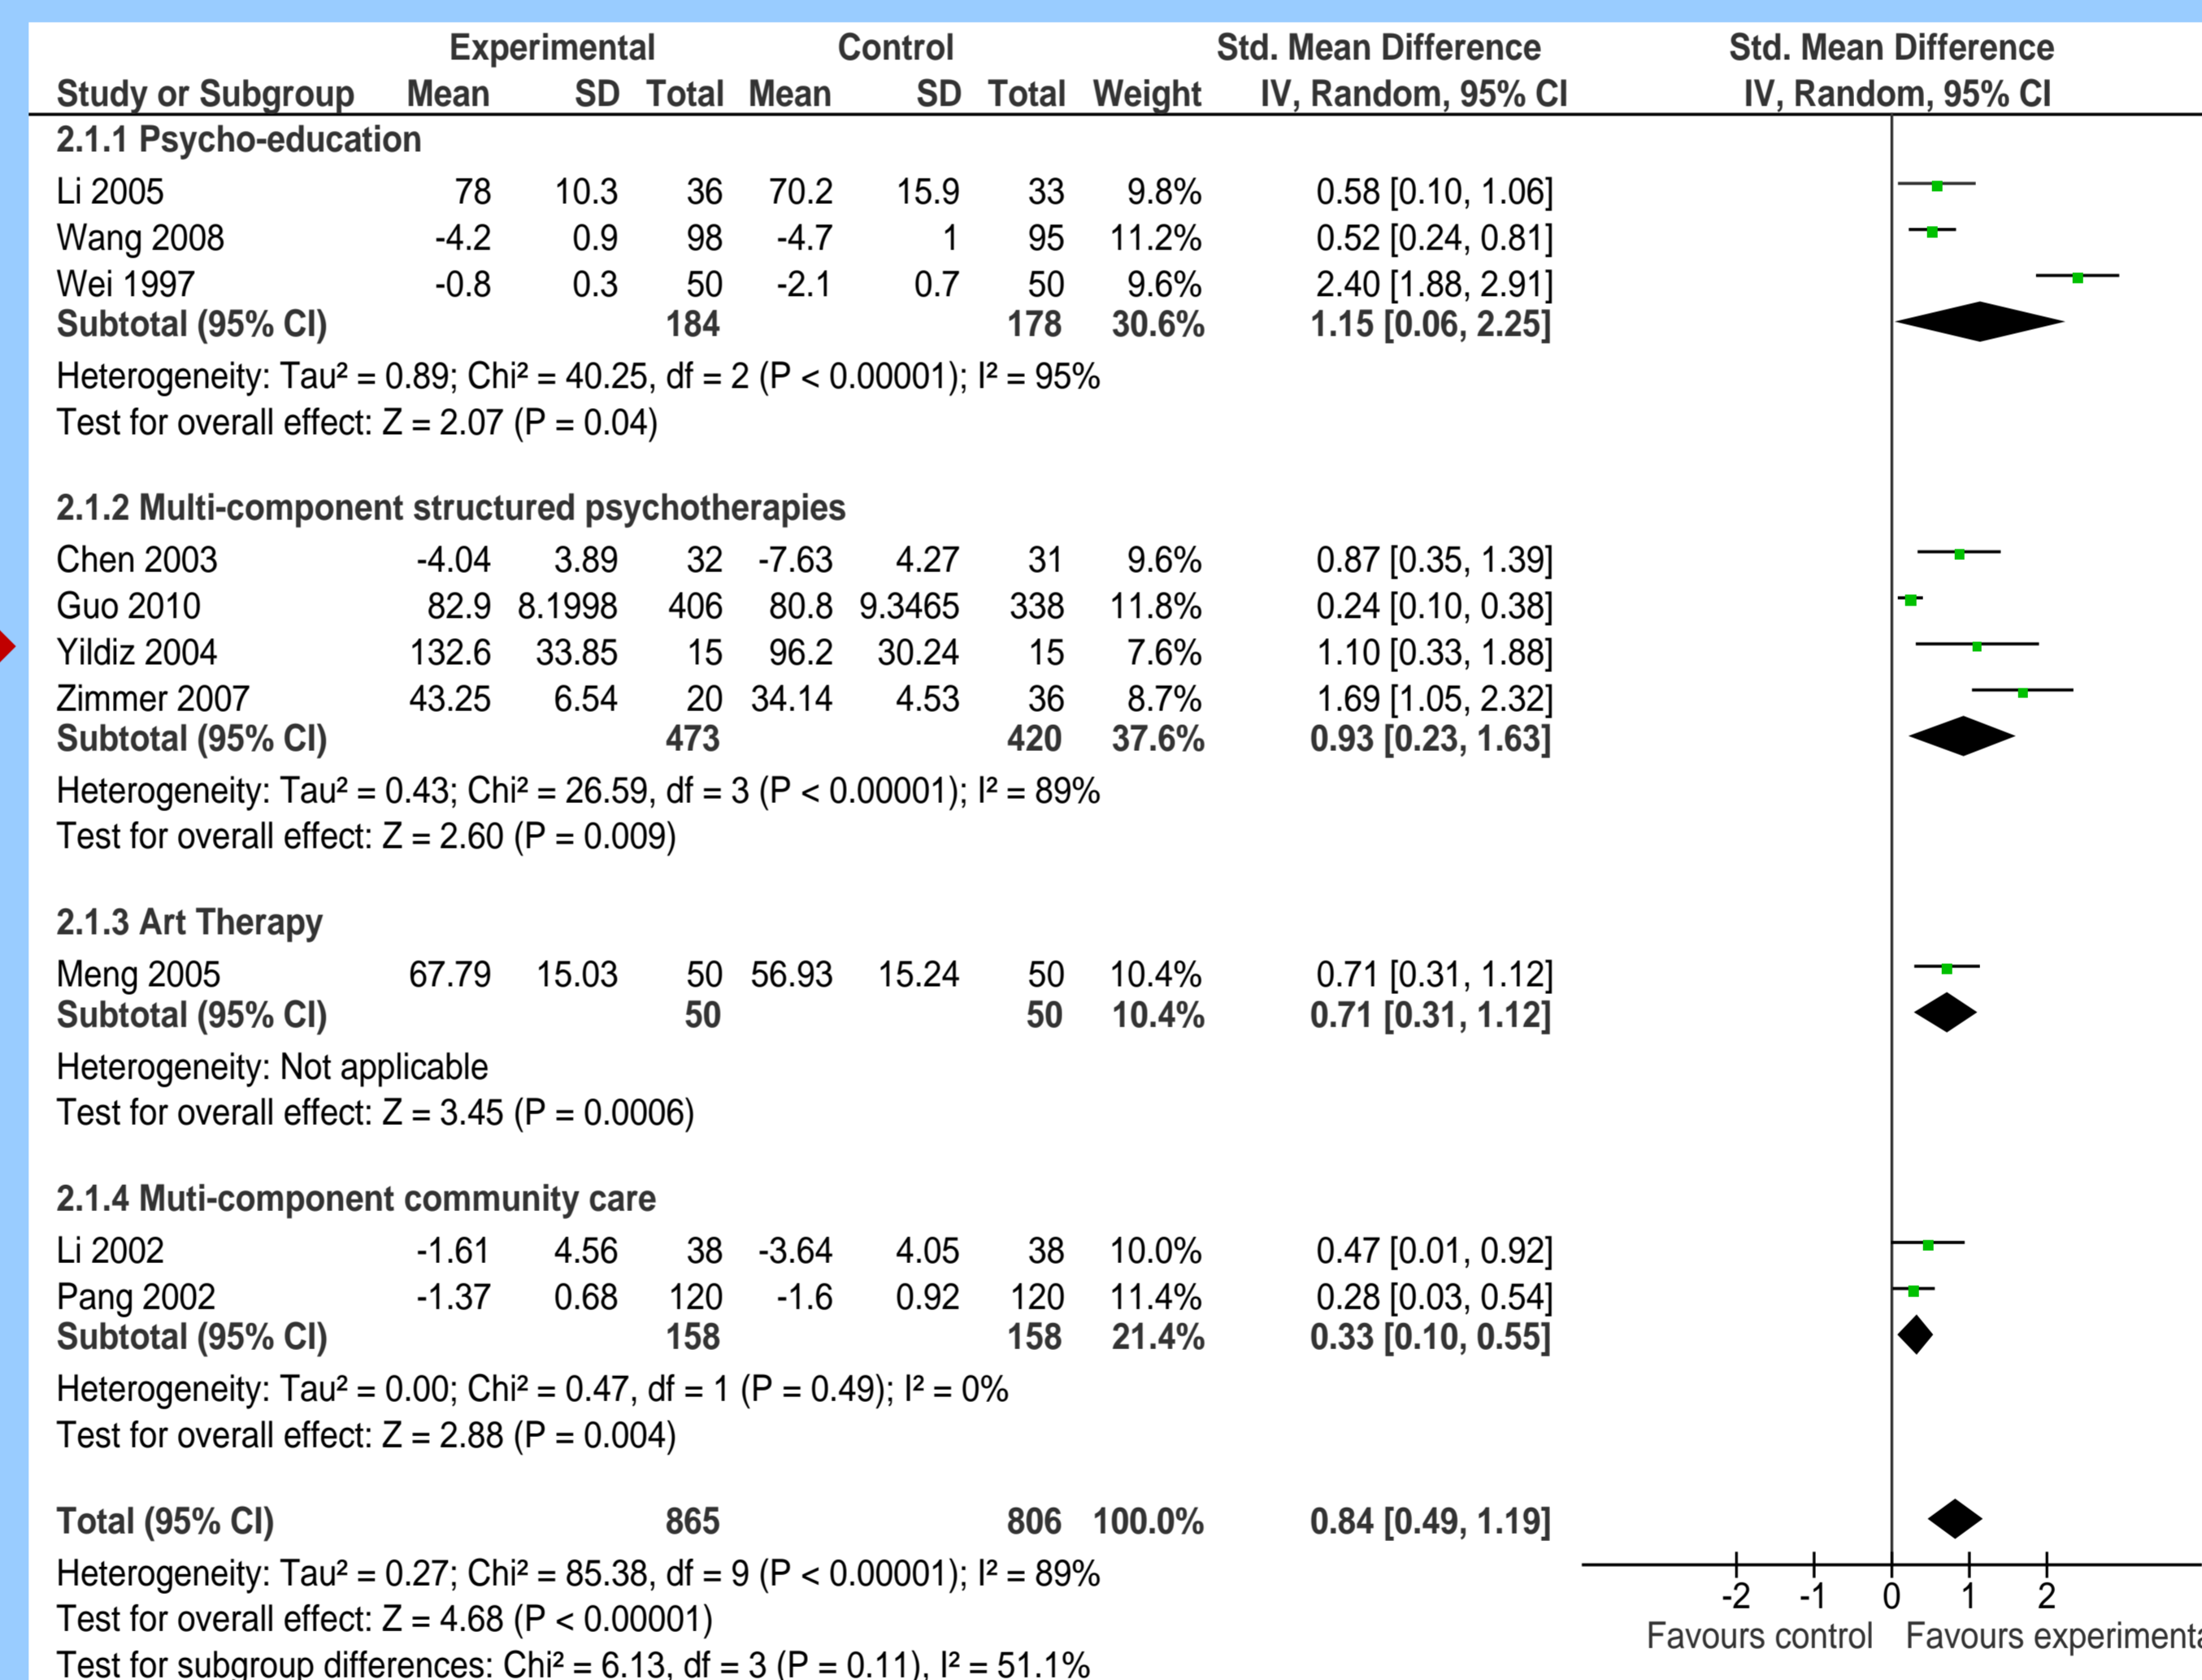 Experimental Control Std. Mean Difference Std. Mean Difference
Study or Subgroup Mean SD Total Mean SD Total Weight IV, Random, 95% CI IV, Random, 95% CI
2.1.1 Psycho-education
Li 2005 78 10.3 36 70.2 15.9 33 9.8% 0.58 [0.10, 1.06]
Wang 2008 -4.2 0.9 98 -4.7 1 95 11.2% 0.52 [0.24, 0.81]
Wei 1997 -0.8 0.3 50 -2.1 0.7 50 9.6% 2.40 [1.88, 2.91]
Subtotal (95% CI) 184 178 30.6% 1.15 [0.06, 2.25]
Heterogeneity: Tau² = 0.89; Chi² = 40.25, df = 2 (P < 0.00001); I² = 95%
Test for overall effect: Z = 2.07 (P = 0.04)
2.1.2 Multi-component structured psychotherapies
Chen 2003 -4.04 3.89 32 -7.63 4.27 31 9.6% 0.87 [0.35, 1.39]
Guo 2010 82.9 8.1998 406 80.8 9.3465 338 11.8% 0.24 [0.10, 0.38]
Yildiz 2004 132.6 33.85 15 96.2 30.24 15 7.6% 1.10 [0.33, 1.88]
Zimmer 2007 43.25 6.54 20 34.14 4.53 36 8.7% 1.69 [1.05, 2.32]
Subtotal (95% CI) 473 420 37.6% 0.93 [0.23, 1.63]
Heterogeneity: Tau² = 0.43; Chi² = 26.59, df = 3 (P < 0.00001); I² = 89%
Test for overall effect: Z = 2.60 (P = 0.009)
2.1.3 Art Therapy
Meng 2005 67.79 15.03 50 56.93 15.24 50 10.4% 0.71 [0.31, 1.12]
Subtotal (95% CI) 50 50 10.4% 0.71 [0.31, 1.12]
Heterogeneity: Not applicable
Test for overall effect: Z = 3.45 (P = 0.0006)
2.1.4 Muti-component community care
Li 2002 -1.61 4.56 38 -3.64 4.05 38 10.0% 0.47 [0.01, 0.92]
Pang 2002 -1.37 0.68 120 -1.6 0.92 120 11.4% 0.28 [0.03, 0.54]
Subtotal (95% CI) 158 158 21.4% 0.33 [0.10, 0.55]
Heterogeneity: Tau² = 0.00; Chi² = 0.47, df = 1 (P = 0.49); I² = 0%
Test for overall effect: Z = 2.88 (P = 0.004)
Total (95% CI) 865 806 100.0% 0.84 [0.49, 1.19]
Heterogeneity: Tau² = 0.27; Chi² = 85.38, df = 9 (P < 0.00001); I² = 89%
-2 -1 0 1 2
Test for overall effect: Z = 4.68 (P < 0.00001)
Favours control Favours experimenta
Test for subgroup differences: Chi² = 6.13, df = 3 (P = 0.11), I² = 51.1%